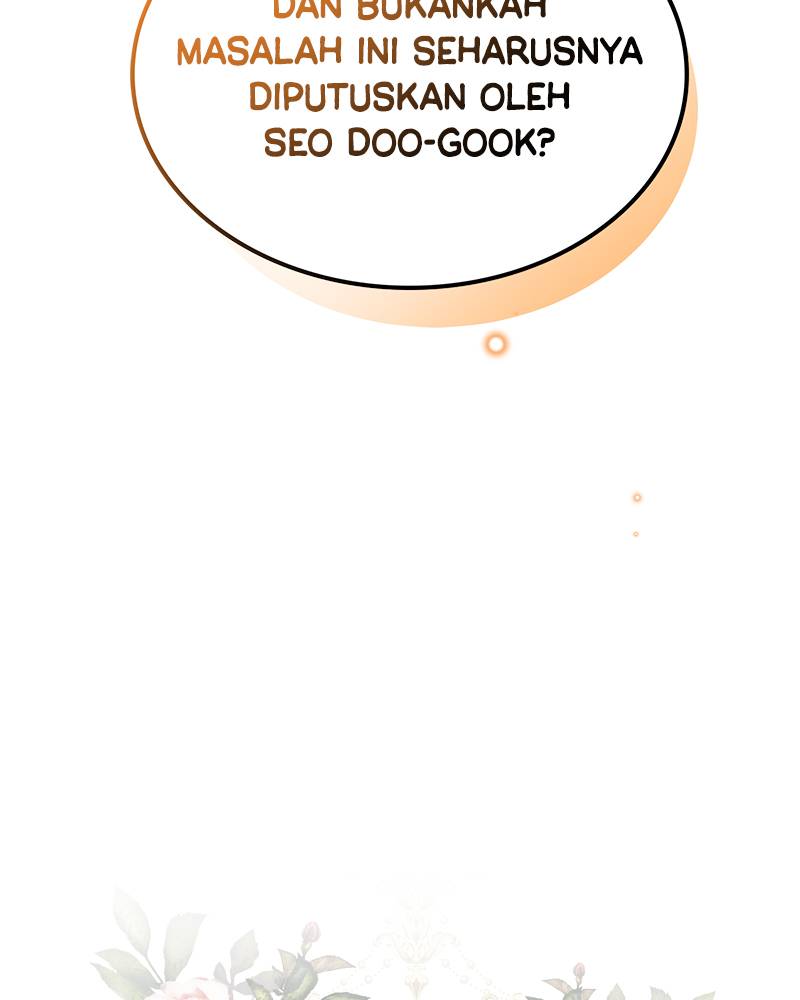 DAN BUKANKAH
MASALAH INI SEHARUSNYA
DIPUTUSKAN OLEH
SEO DOO-GOOK?